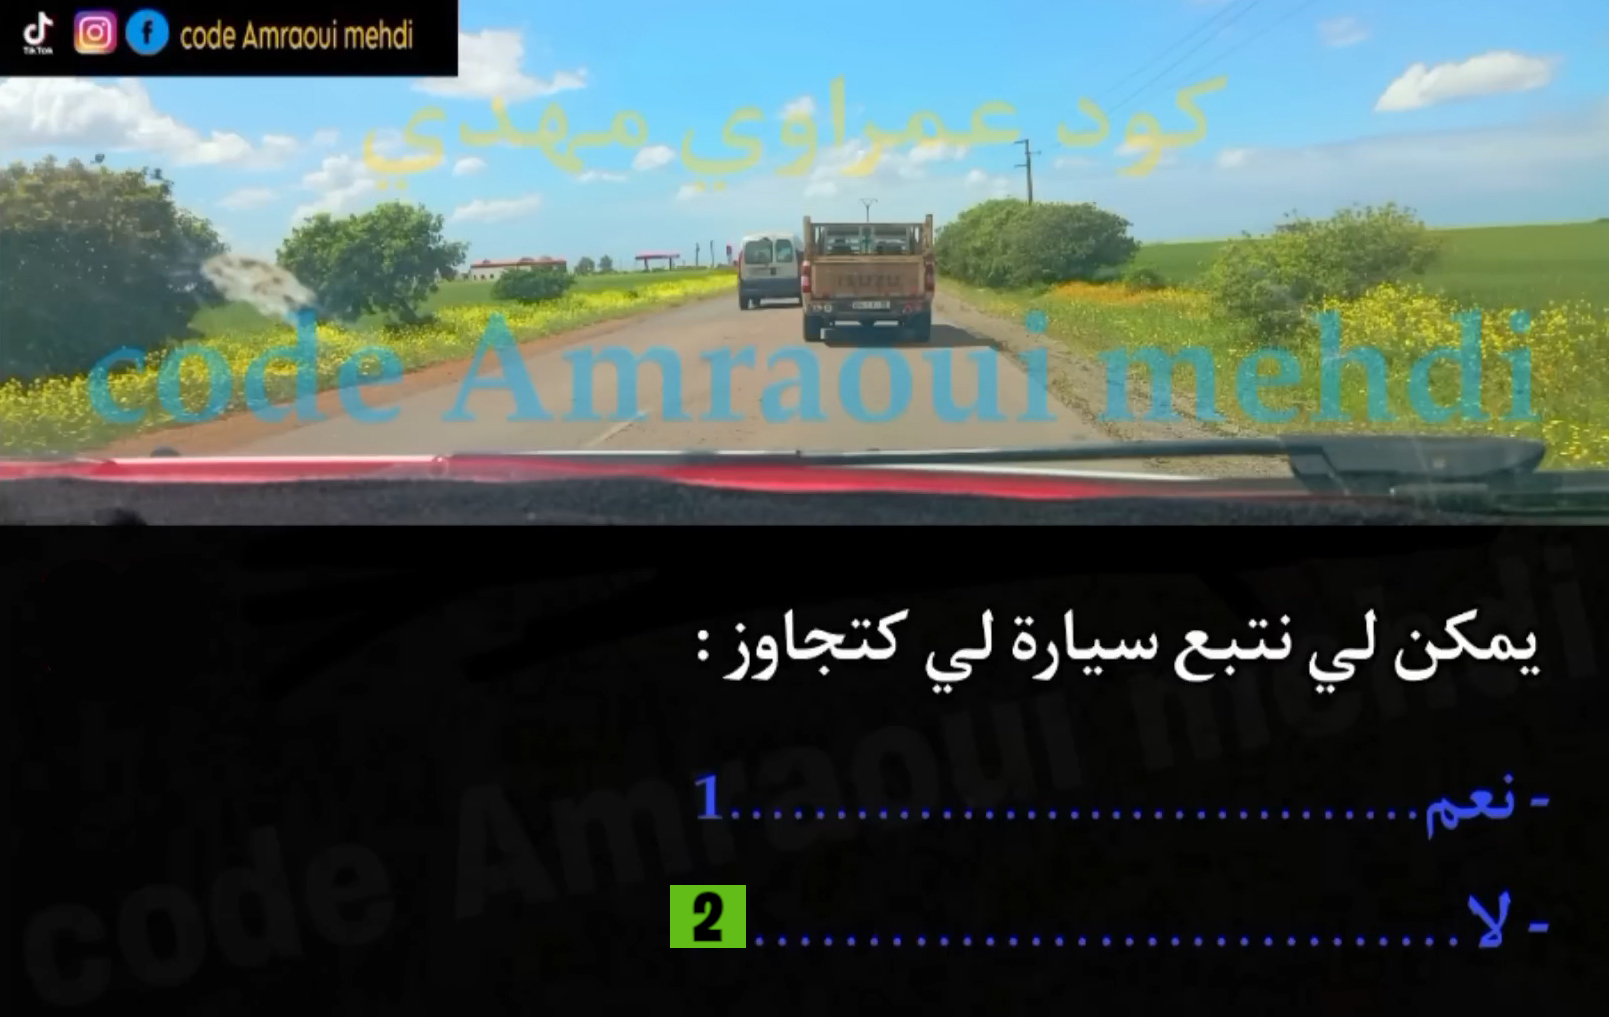 TikTok
code Amraoui mehdi
كود عمراوي مهدي
ISUZU
code Amraoui mehdi
يمكن لي نتبع سيارة لي كتجاوز :
- نعم..................................1
- لا..................................2
code Amraoui mehdi